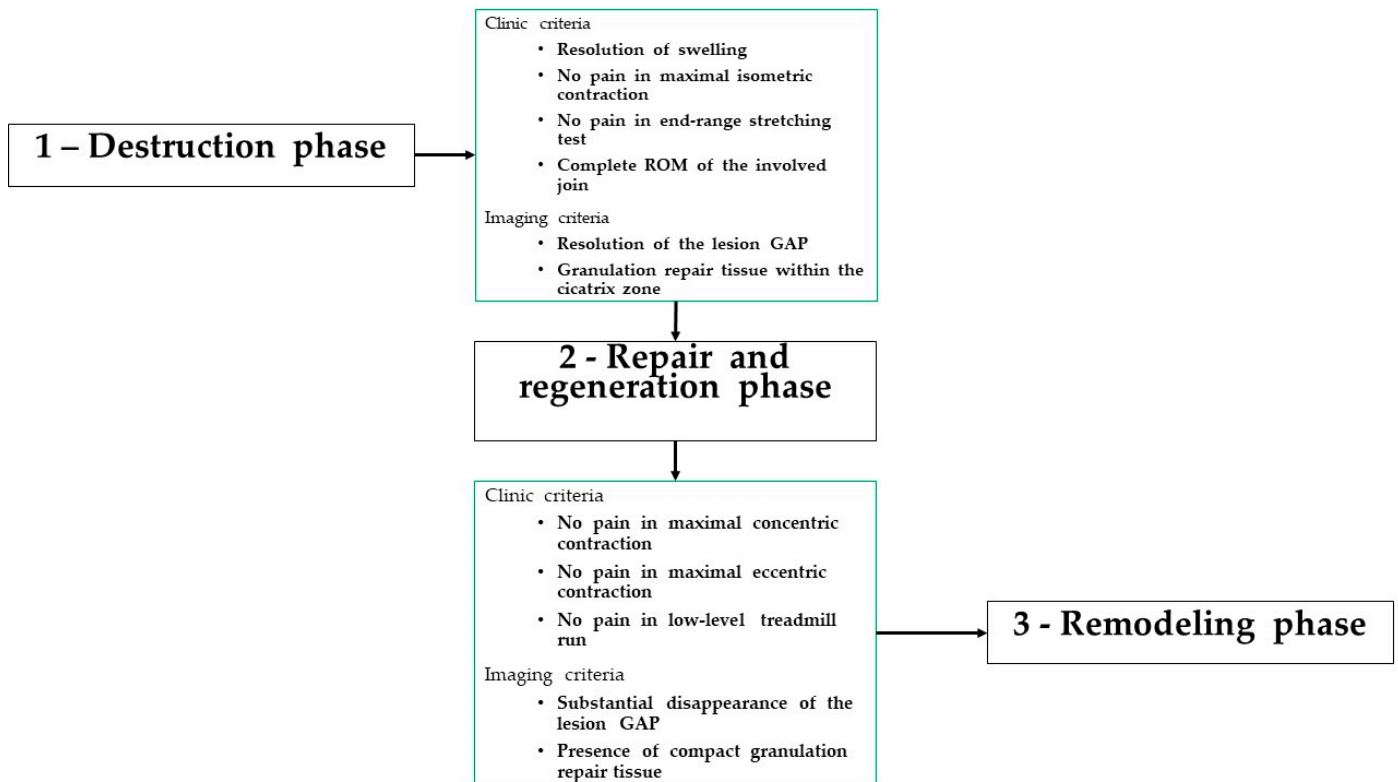 1 – Destruction phase
Clinic criteria
• Resolution of swelling
• No pain in maximal isometric
contraction
• No pain in end-range stretching
test
• Complete ROM of the involved
join
Imaging criteria
• Resolution of the lesion GAP
• Granulation repair tissue within the
cicatrix zone
2 - Repair and
regeneration phase
Clinic criteria
• No pain in maximal concentric
contraction
• No pain in maximal eccentric
contraction
• No pain in low-level treadmill
run
Imaging criteria
• Substantial disappearance of the
lesion GAP
• Presence of compact granulation
repair tissue
3 - Remodeling phase